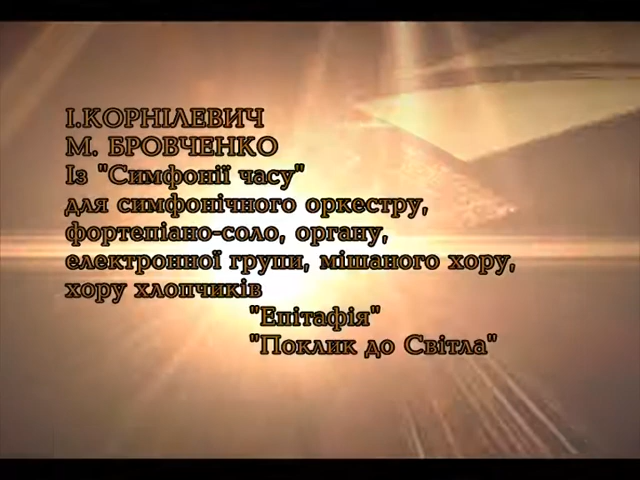 І.КОРНІЛЕВИЧ
М. БРОВЧЕНКО
Із "Симфонії часу"
для симфонічного оркестру,
фортепіано-соло, органу,
електронної групи, мішаного хору,
хору хлопчиків
"Епітафія"
"Поклик до Світла"